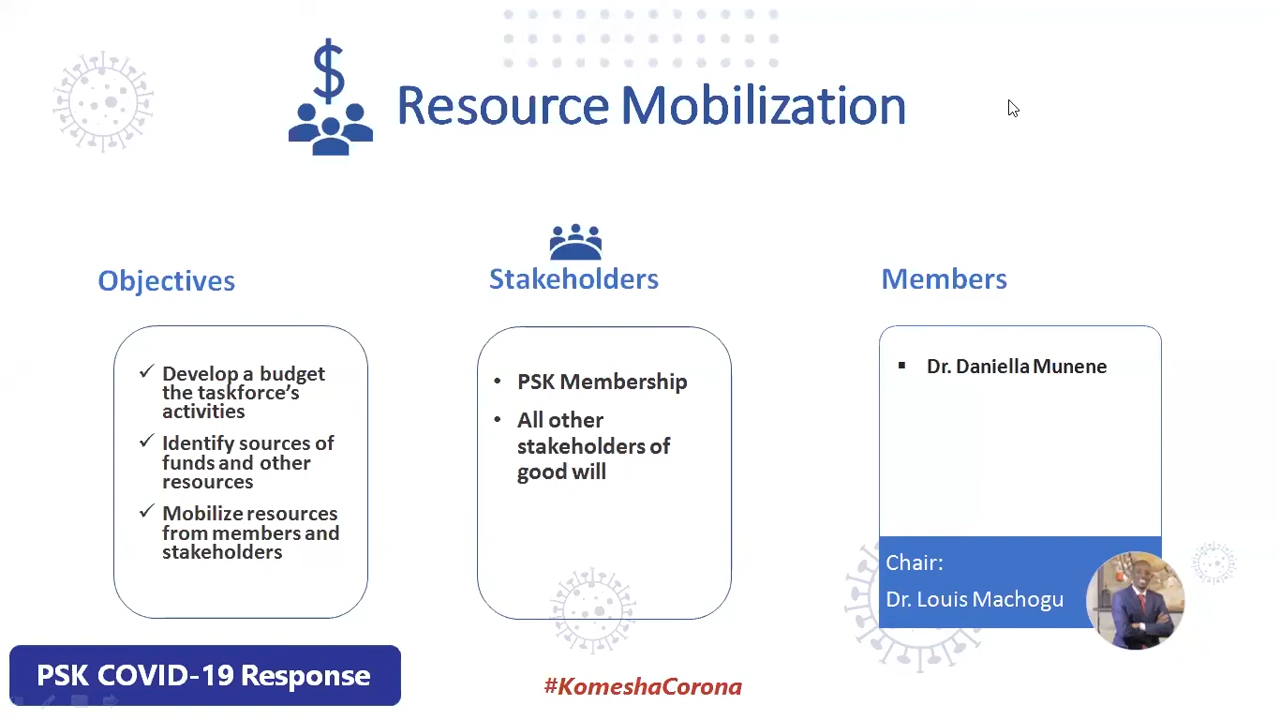 $
Resource Mobilization
Objectives
✓ Develop a budget
the taskforce's
activities
✓ Identify sources of
funds and other
resources
✓ Mobilize resources
from members and
stakeholders
Stakeholders
• PSK Membership
• All other
stakeholders of
good will
Members
▪ Dr. Daniella Munene
Chair:
Dr. Louis Machogu
PSK COVID-19 Response
#KomeshaCorona